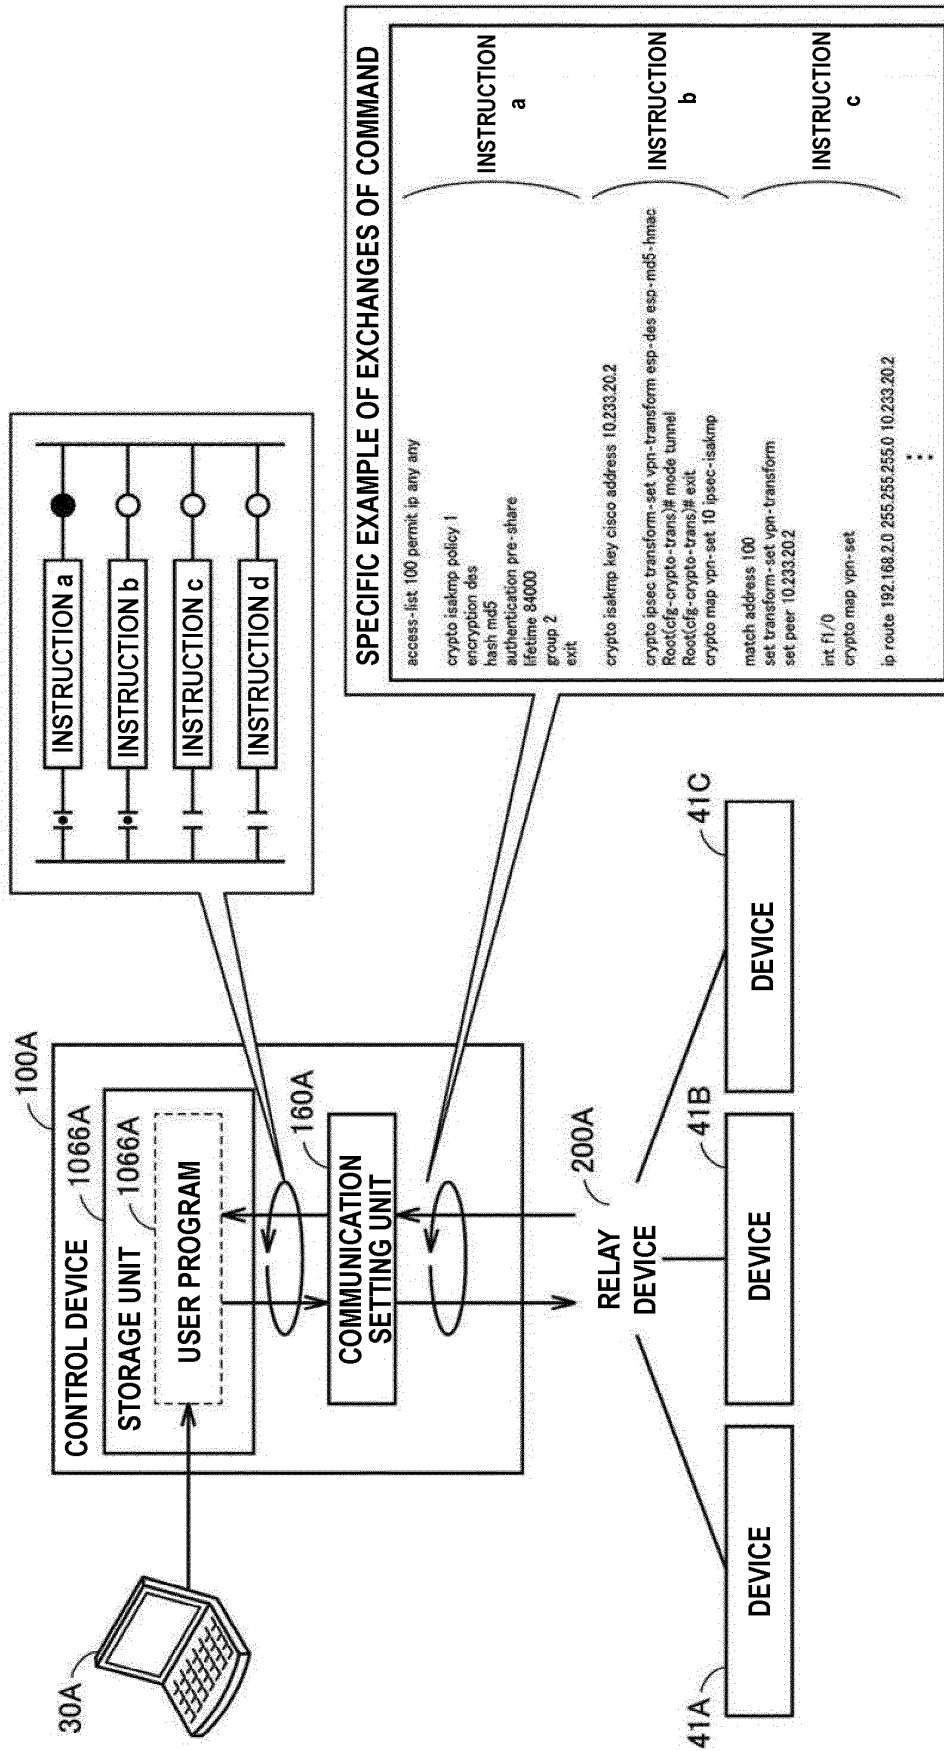 30A
100A
CONTROL DEVICE
1066A
STORAGE UNIT
1066A
USER PROGRAM
160A
COMMUNICATION
SETTING UNIT
200A
RELAY
DEVICE
41A
DEVICE
41B
DEVICE
41C
DEVICE
INSTRUCTION a
INSTRUCTION b
INSTRUCTION c
INSTRUCTION d
SPECIFIC EXAMPLE OF EXCHANGES OF COMMAND
access-list 100 permit ip any any
crypto isakmp policy 1
encryption des
hash md5
authentication pre-share
lifetime 84000
group 2
exit
INSTRUCTION
a
crypto isakmp key cisco address 10.233.20.2
crypto ipsec transform-set vpn-transform esp-des esp-md5-hmac
Root(cfg-crypto-trans)# mode tunnel
Root(cfg-crypto-trans)# exit
crypto map vpn-set 10 ipsec-isakmp
INSTRUCTION
b
match address 100
set transform-set vpn-transform
set peer 10.233.20.2
int f1/0
crypto map vpn-set
ip route 192.168.2.0 255.255.255.0 10.233.20.2
INSTRUCTION
c